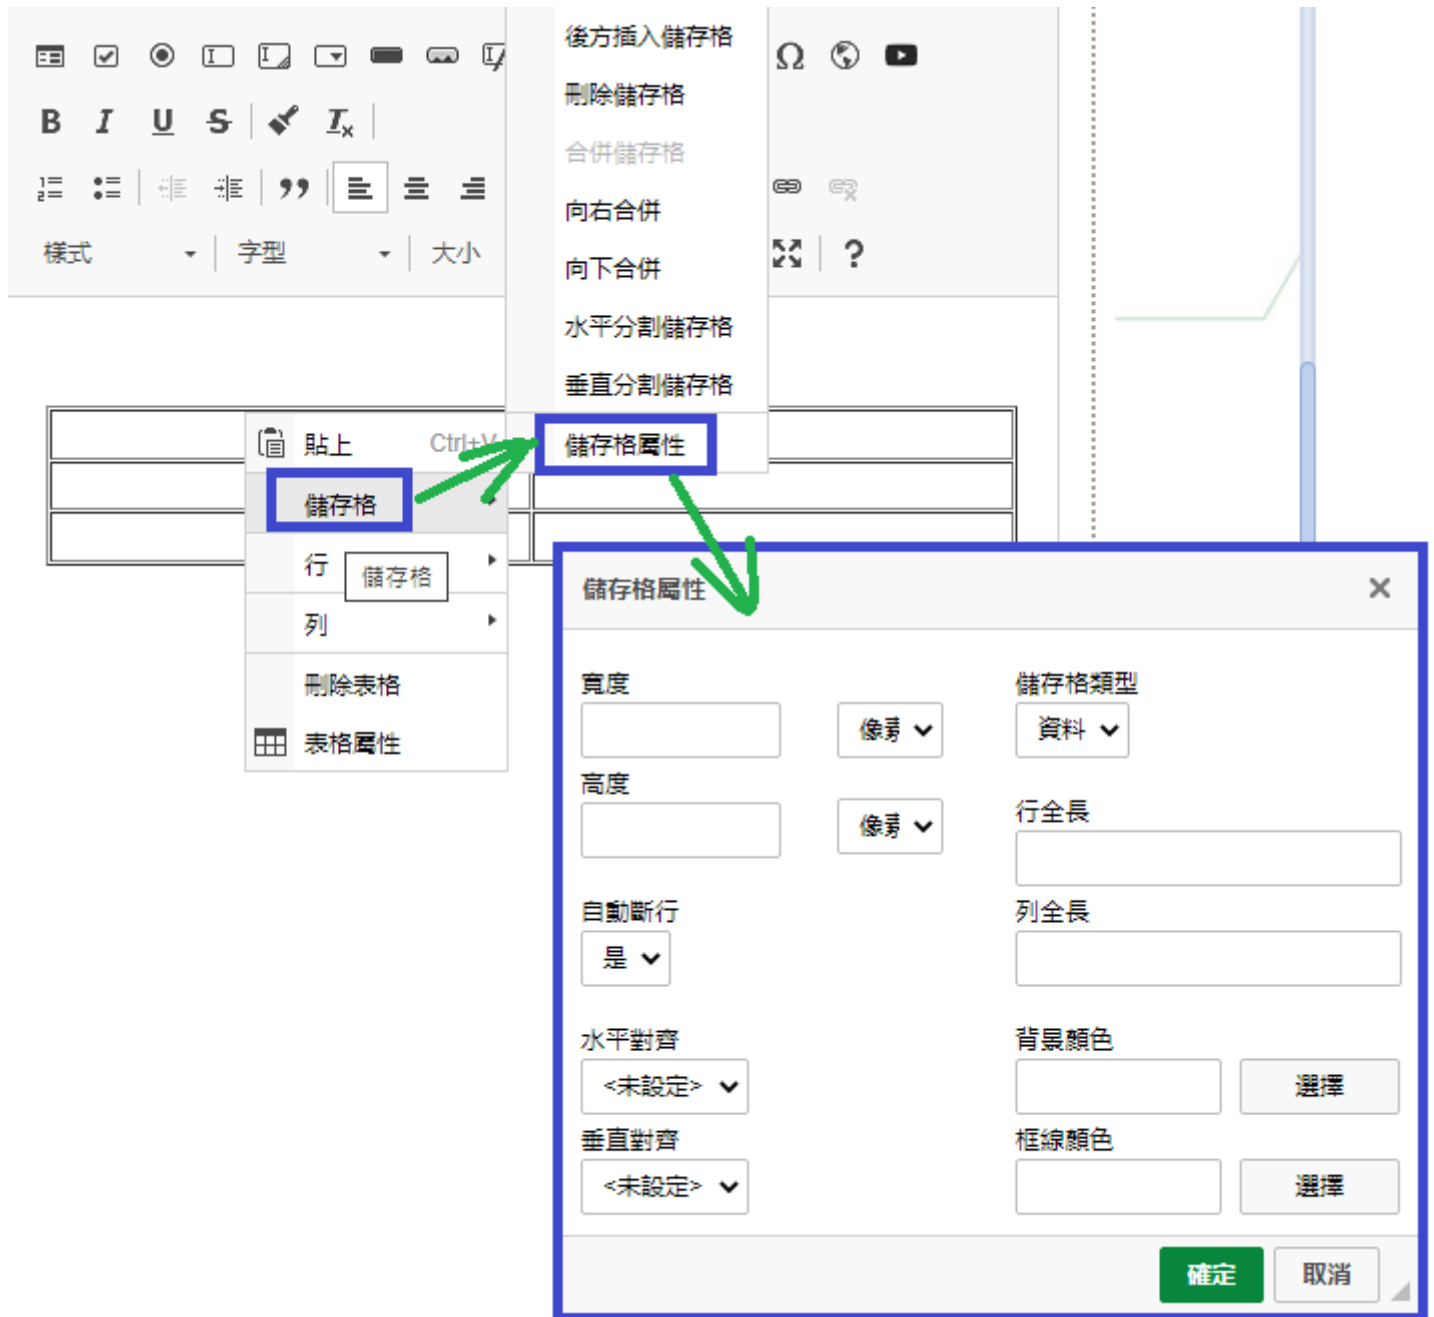 後方插入儲存格
刪除儲存格
B I U S Tx
合併儲存格
向右合併
樣式 字型 大小 ?
向下合併
水平分割儲存格
垂直分割儲存格
貼上 Ctrl+V
儲存格屬性
儲存格
行
儲存格
列
刪除表格
表格屬性
儲存格屬性
寬度
儲存格類型
像素
資料
高度
行全長
像素
自動斷行
列全長
是
水平對齊
背景顏色
<未設定>
選擇
垂直對齊
框線顏色
<未設定>
選擇
確定
取消